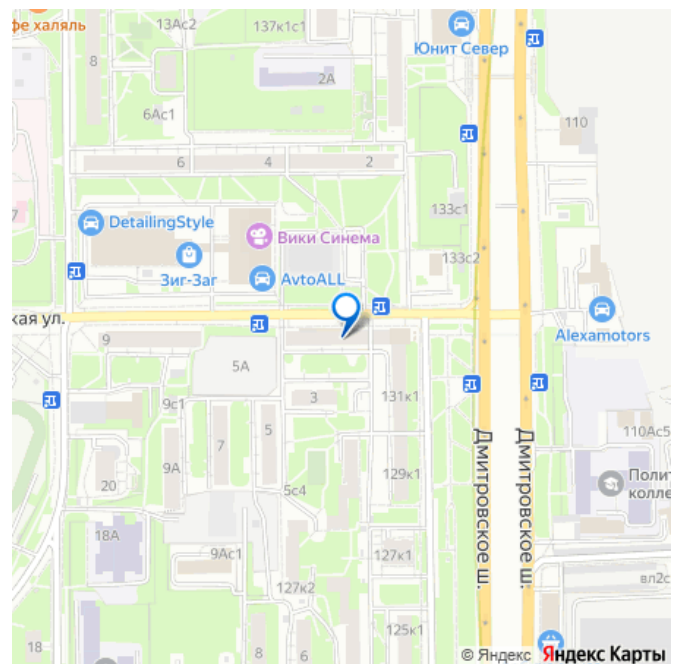 13Ас2
137к1с1
фе халяль
8
Юнит Север
2А
6Ас1
110
6
4
2
7
133с1
DetailingStyle
Вики Синема
133с2
Зиг-Заг
AvtoALL
кая ул.
9
Alexamotors
5А
3
131к1
9с1
5
7
110Ас5
9А
129к1
Полит
колле
20
5с4
Дмитровское ш.
Дмитровское ш.
18А
9Ас1
127к1
вл2с
127к2
125к1
18
8
6
© Яндекс Яндекс Карты